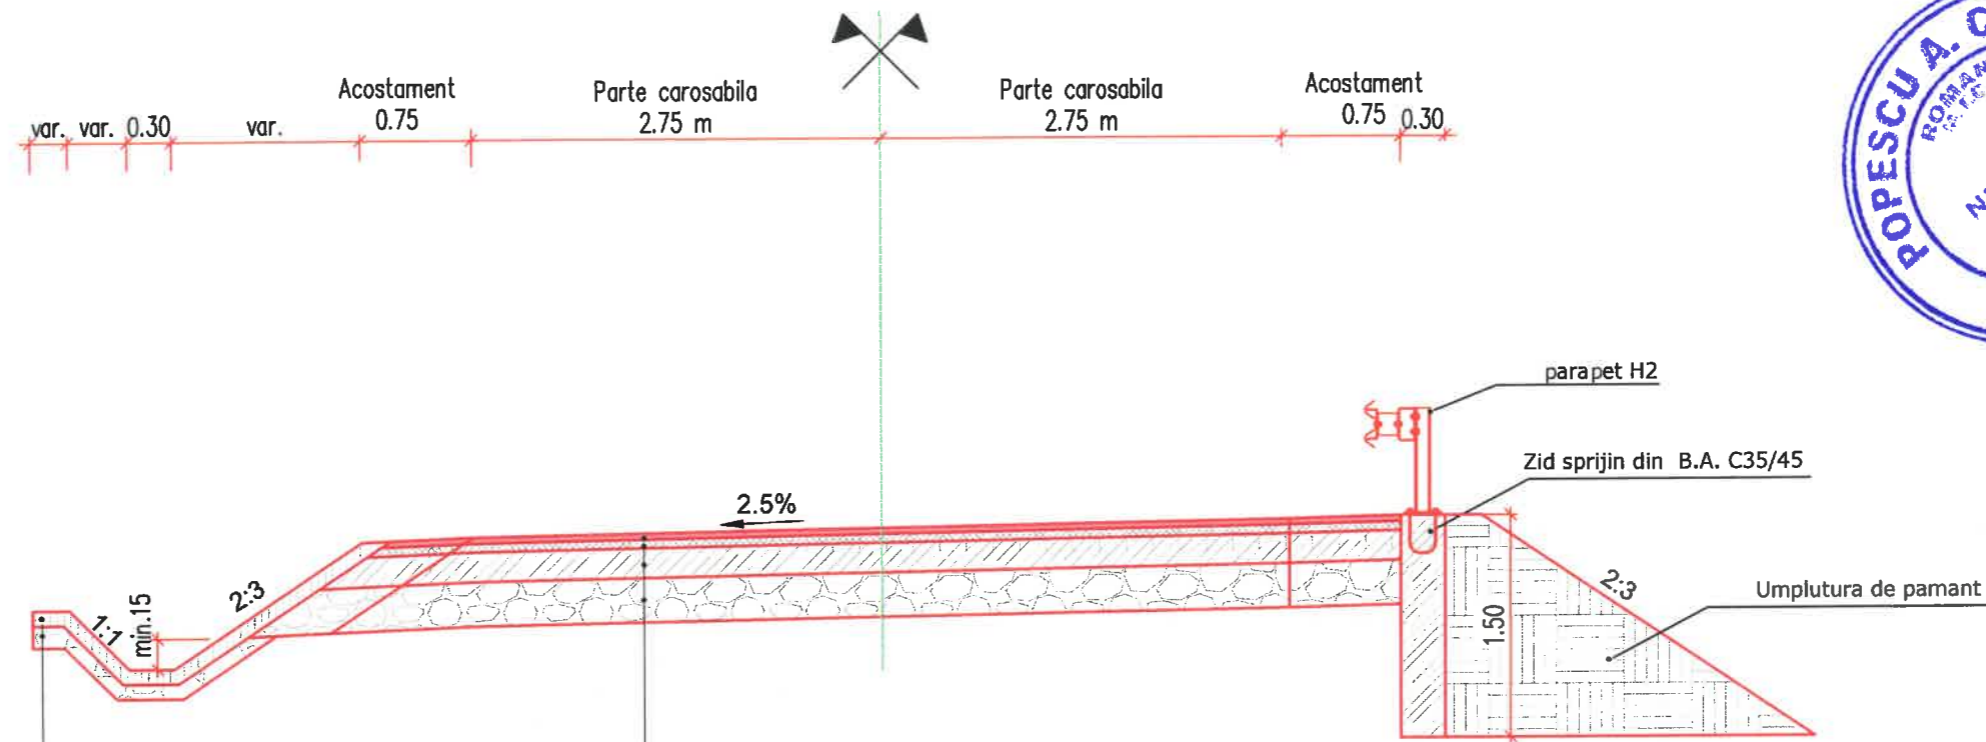 Acostament
Parte carosabila
Parte carosabila
Acostament
var. var. 0.30 var. 0.75 2.75 m 2.75 m 0.75 0.30
POPESCU A.
parapet H2
Zid sprijin din B.A. C35/45
2.5%
2:3
1:1
min.15
2:3
1.50
Umplutura de pamant